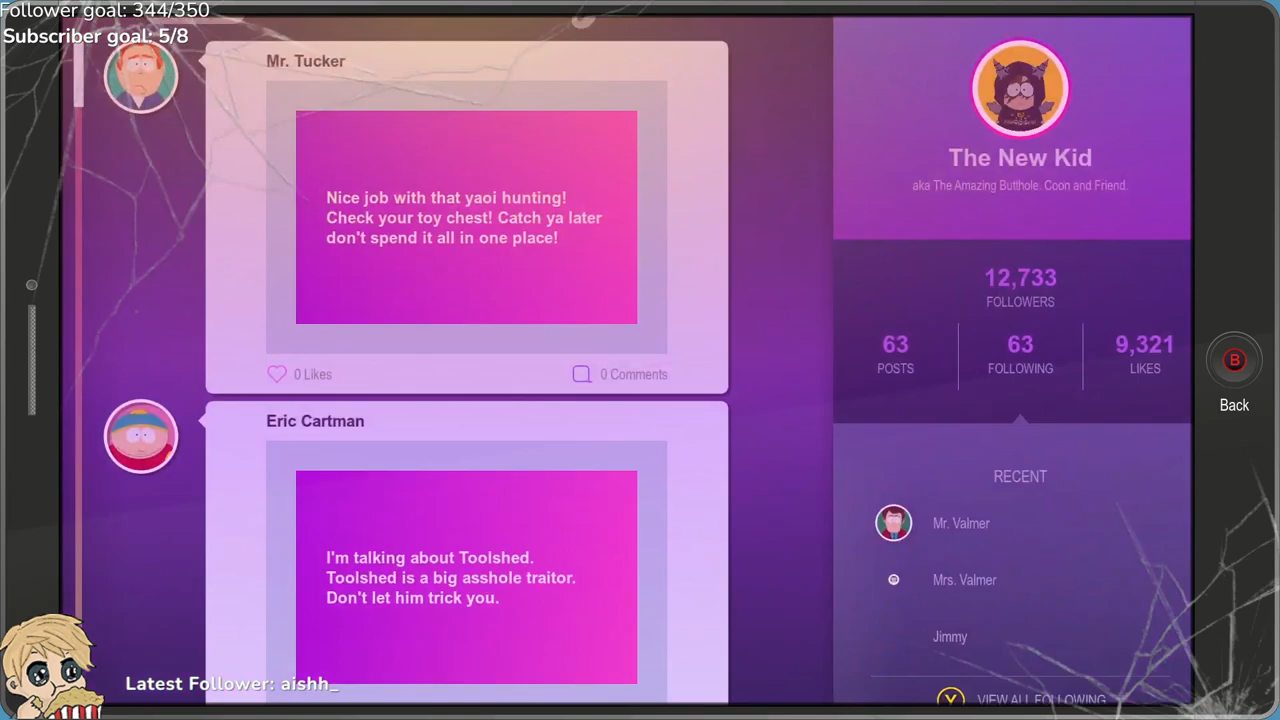 Follower goal: 344/350
Subscriber goal: 5/8
Mr. Tucker
Nice job with that yaoi hunting!
Check your toy chest! Catch ya later
don't spend it all in one place!
0 Likes
0 Comments
Eric Cartman
I'm talking about Toolshed.
Toolshed is a big asshole traitor.
Don't let him trick you.
Latest Follower: aishh_
The New Kid
aka The Amazing Butthole. Coon and Friend.
12,733
FOLLOWERS
63
POSTS
63
FOLLOWING
9,321
LIKES
RECENT
Mr. Valmer
Mrs. Valmer
Jimmy
Y VIEW ALL FOLLOWING
B
Back